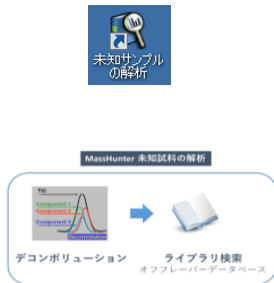 未知サンプル
の解析
MassHunter 未知試料の解析
TIC
Component 1
Component 2
Component 3
Deconvolution
デコンボリューション
ライブラリ検索
オフフレーバーデータベース